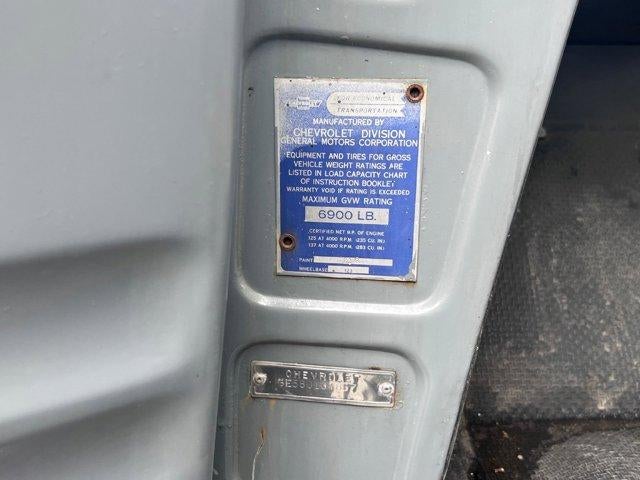 CHEVROLET
FOR ECONOMICAL
TRANSPORTATION
MANUFACTURED BY
CHEVROLET DIVISION
GENERAL MOTORS CORPORATION
EQUIPMENT AND TIRES FOR GROSS
VEHICLE WEIGHT RATINGS ARE
LISTED IN LOAD CAPACITY CHART
OF INSTRUCTION BOOKLET
WARRANTY VOID IF RATING IS EXCEEDED
MAXIMUM GVW RATING
6900 LB.
CERTIFIED NET H.P. OF ENGINE
125 AT 4000 R.P.M. (235 CU. IN.)
137 AT 4000 R.P.M. (283 CU. IN.)
PAINT
WHEELBASE
CHEVROLET